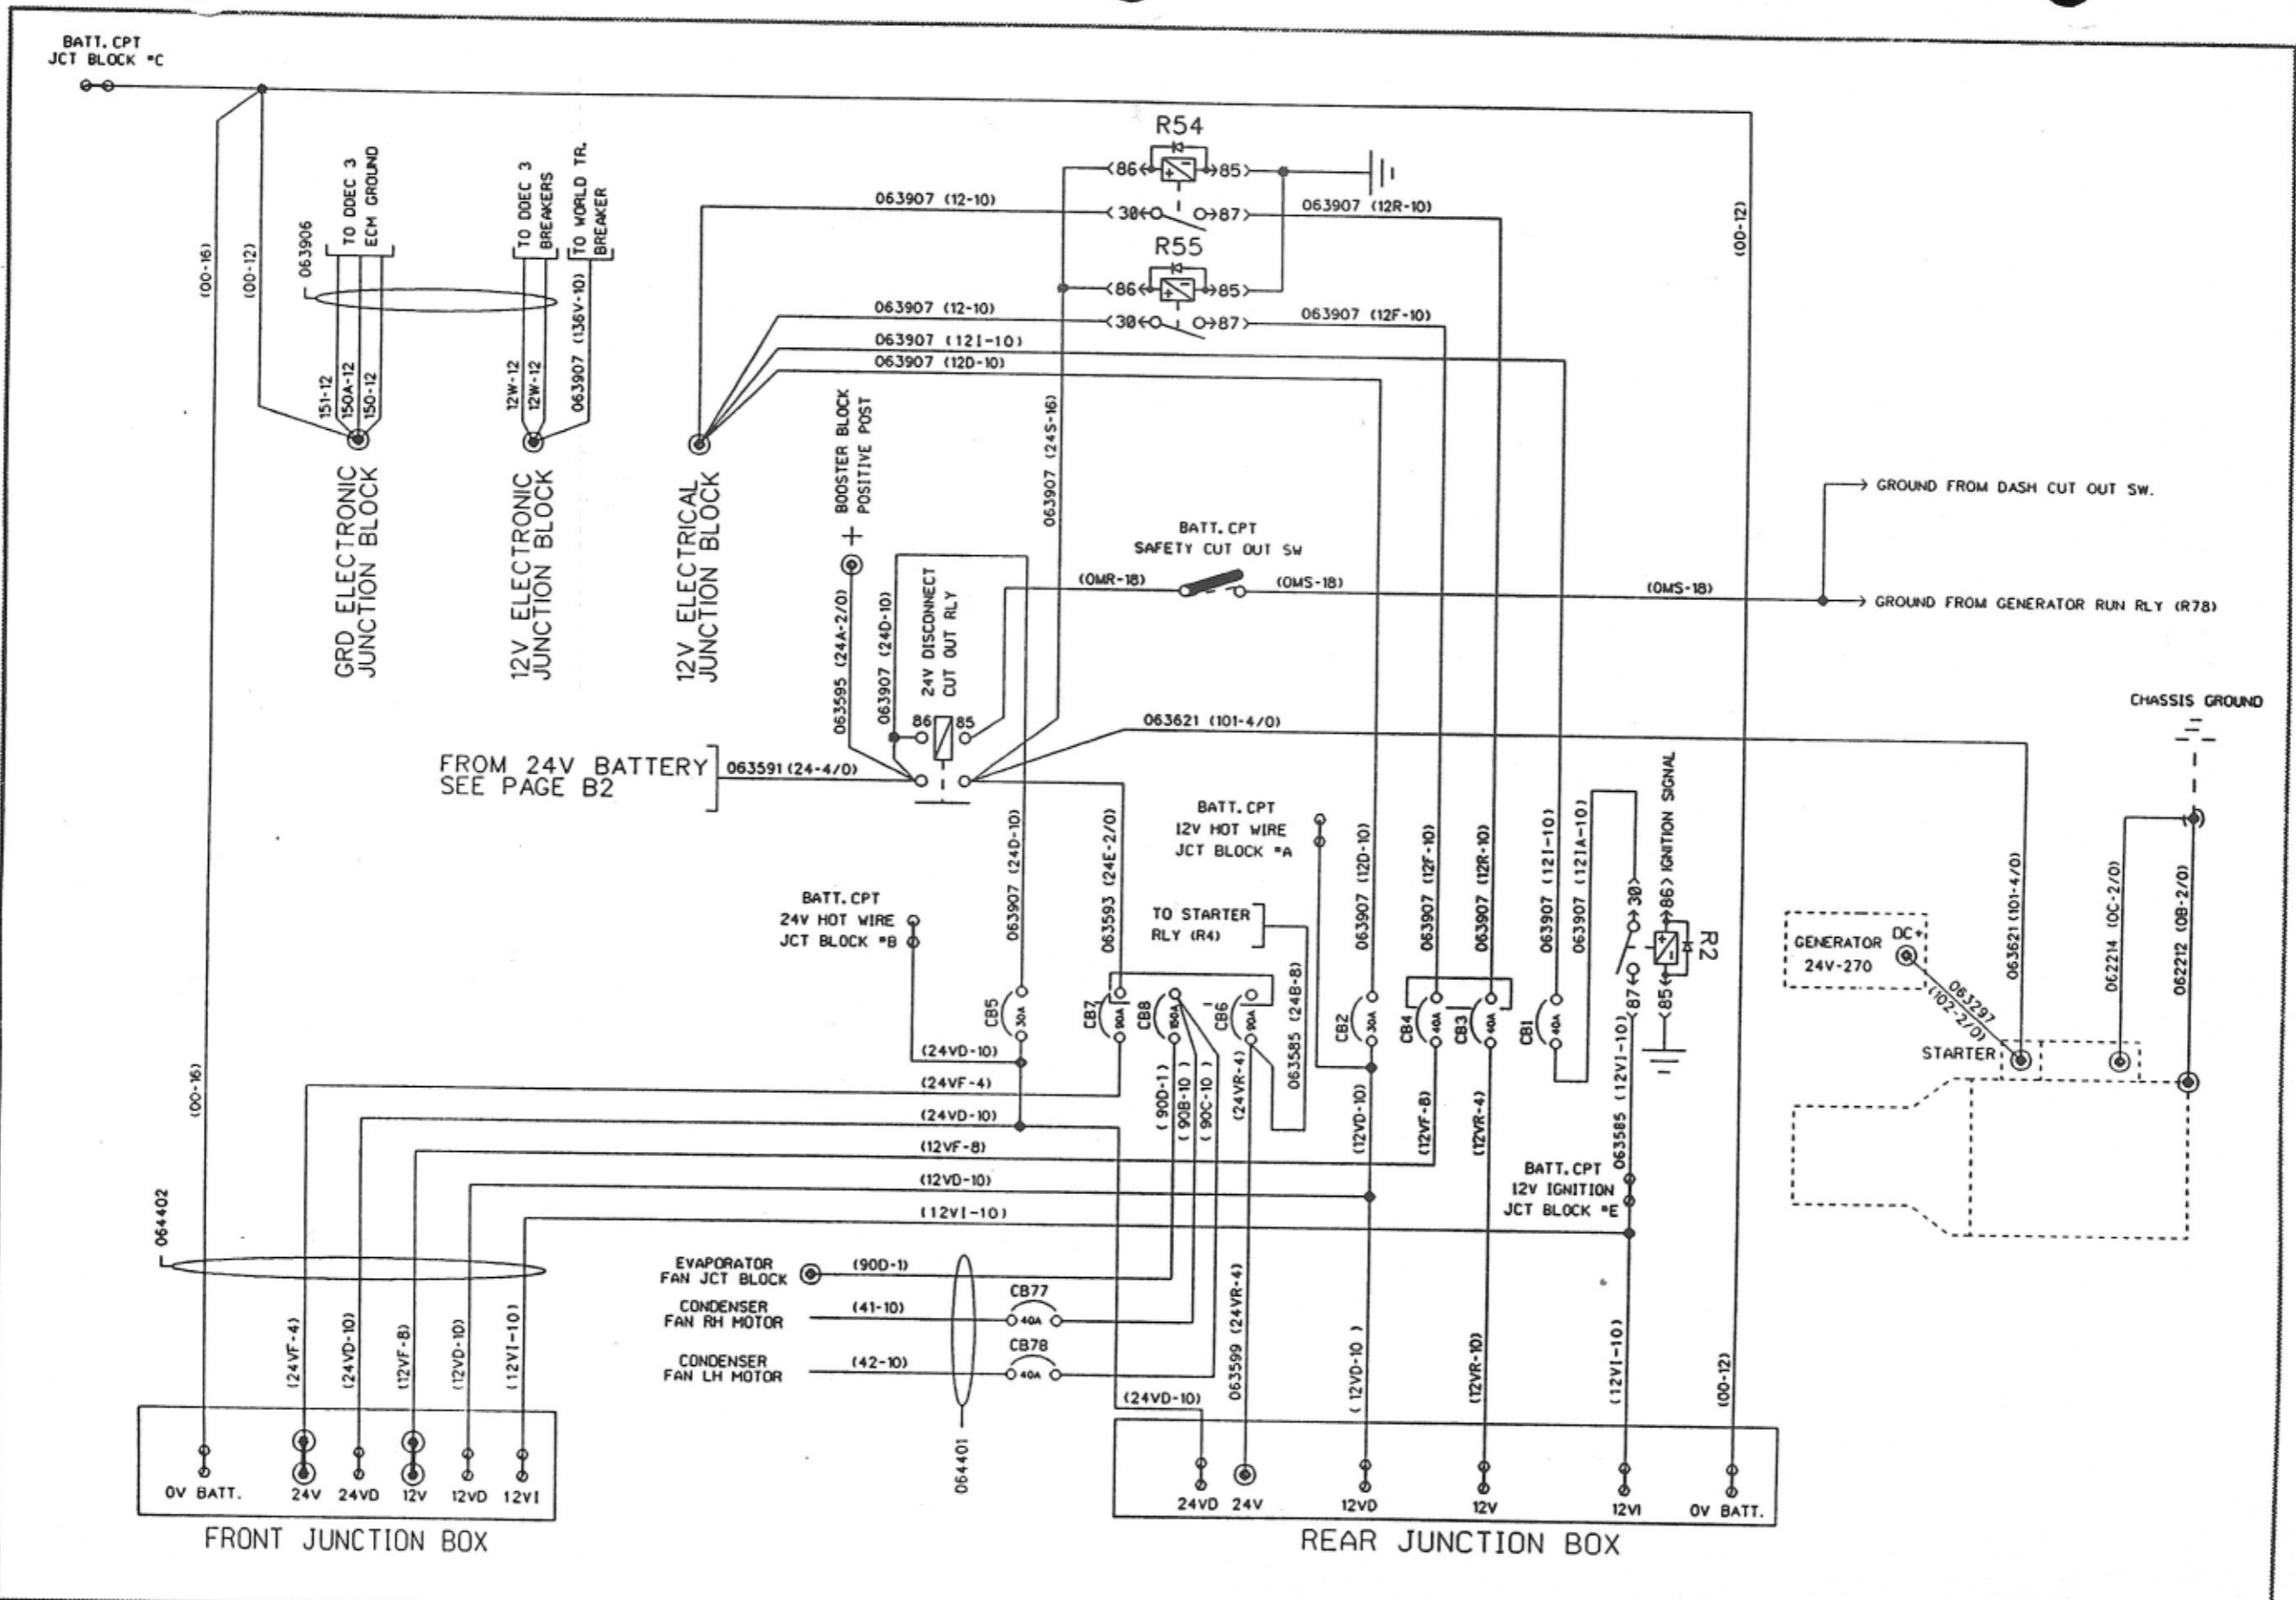 BATT.CPT
JCT BLOCK "C
(00-16)
(00-12)
063906
TO DDEC 3
ECM GROUND
151-12
150A-12
150-12
TO DDEC 3
BREAKERS
TO WORLD TR.
BREAKER
12W-12
12W-12
063907 (136V-10)
GRD ELECTRONIC
JUNCTION BLOCK
12V ELECTRONIC
JUNCTION BLOCK
12V ELECTRICAL
JUNCTION BLOCK
R54
86
85
063907 (12-10)
30
87
063907 (12R-10)
R55
86
85
063907 (12-10)
30
87
063907 (12F-10)
063907 (12I-10)
063907 (12D-10)
(00-12)
BOOSTER BLOCK
POSITIVE POST
+
063907 (24S-16)
063595 (24A-2/0)
063907 (24D-10)
24V DISCONNECT
CUT OUT RLY
86
85
BATT.CPT
SAFETY CUT OUT SW
(0MR-18)
(0MS-18)
(0MS-18)
GROUND FROM DASH CUT OUT SW.
GROUND FROM GENERATOR RUN RLY (R78)
FROM 24V BATTERY
SEE PAGE B2
063591 (24-4/0)
063621 (101-4/0)
CHASSIS GROUND
BATT.CPT
24V HOT WIRE
JCT BLOCK "B
063907 (24D-10)
063593 (24E-2/0)
BATT.CPT
12V HOT WIRE
JCT BLOCK "A
TO STARTER
RLY (R4)
063585 (24B-8)
063907 (12D-10)
063907 (12F-10)
063907 (12R-10)
063907 (12I-10)
063907 (12IA-10)
30
86
IGNITION SIGNAL
R2
87
85
CB5
30A
CB7
90A
CB8
150A
CB6
90A
CB2
30A
CB4
40A
CB3
40A
CB1
40A
GENERATOR
24V-270
DC+
063297
(102-2/0)
STARTER
063621 (101-4/0)
062214 (0C-2/0)
062212 (0B-2/0)
(00-16)
(24VD-10)
(24VF-4)
(24VD-10)
(12VF-8)
(12VD-10)
(12VI-10)
(90D-1)
(90B-10 )
(90C-10 )
(24VR-4)
(12VD-10)
(12VF-8)
(12VR-4)
063585 (12VI-10)
BATT.CPT
12V IGNITION
JCT BLOCK "E
064402
EVAPORATOR
FAN JCT BLOCK
(90D-1)
CONDENSER
FAN RH MOTOR
(41-10)
CB77
40A
CONDENSER
FAN LH MOTOR
(42-10)
CB78
40A
064401
(24VF-4)
(24VD-10)
(12VF-8)
(12VD-10)
(12VI-10)
(24VD-10)
063599 (24VR-4)
(12VD-10 )
(12VR-10)
(12VI-10)
(00-12)
0V BATT.
24V
24VD
12V
12VD
12VI
FRONT JUNCTION BOX
24VD
24V
12VD
12V
12VI
0V BATT.
REAR JUNCTION BOX